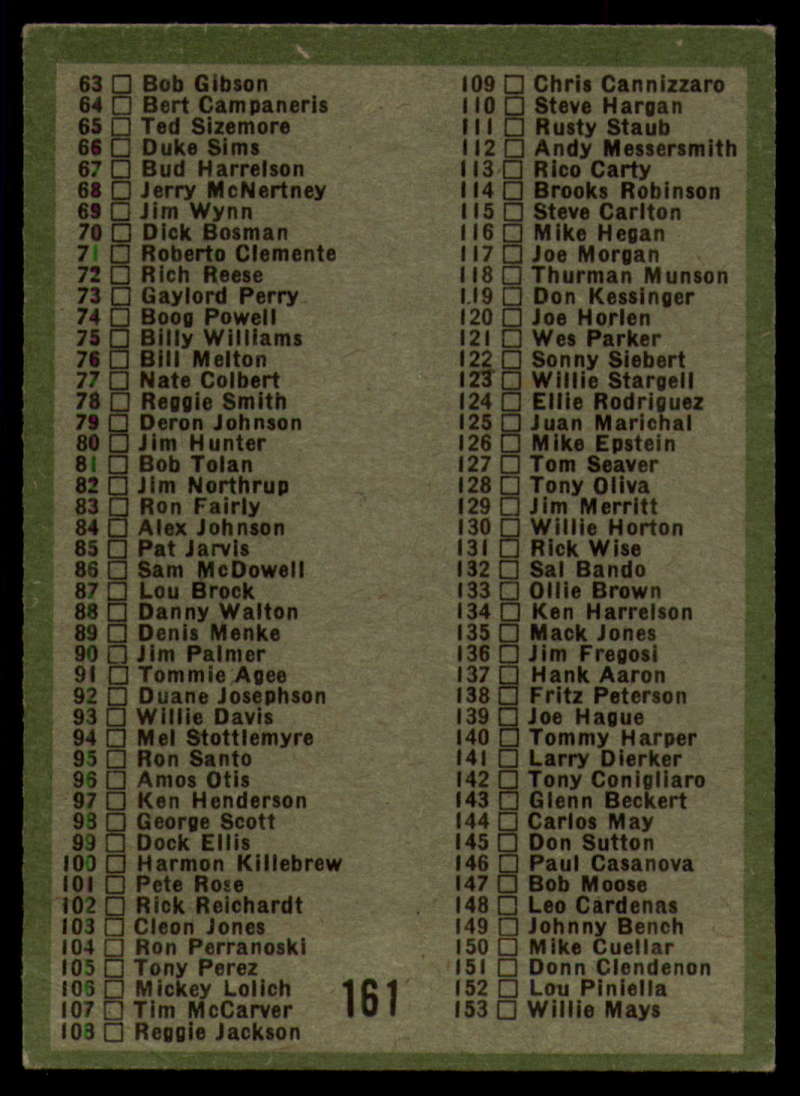 63 □ Bob Gibson
64 □ Bert Campaneris
65 □ Ted Sizemore
66 □ Duke Sims
67 □ Bud Harrelson
68 □ Jerry McNertney
69 □ Jim Wynn
70 □ Dick Bosman
71 □ Roberto Clemente
72 □ Rich Reese
73 □ Gaylord Perry
74 □ Boog Powell
75 □ Billy Williams
76 □ Bill Melton
77 □ Nate Colbert
78 □ Reggie Smith
79 □ Deron Johnson
80 □ Jim Hunter
81 □ Bob Tolan
82 □ Jim Northrup
83 □ Ron Fairly
84 □ Alex Johnson
85 □ Pat Jarvis
86 □ Sam McDowell
87 □ Lou Brock
88 □ Danny Walton
89 □ Denis Menke
90 □ Jim Palmer
91 □ Tommie Agee
92 □ Duane Josephson
93 □ Willie Davis
94 □ Mel Stottlemyre
95 □ Ron Santo
96 □ Amos Otis
97 □ Ken Henderson
98 □ George Scott
99 □ Dock Ellis
100 □ Harmon Killebrew
101 □ Pete Rose
102 □ Rick Reichardt
103 □ Cleon Jones
104 □ Ron Perranoski
105 □ Tony Perez
106 □ Mickey Lolich
107 □ Tim McCarver
108 □ Reggie Jackson
161
109 □ Chris Cannizzaro
110 □ Steve Hargan
111 □ Rusty Staub
112 □ Andy Messersmith
113 □ Rico Carty
114 □ Brooks Robinson
115 □ Steve Carlton
116 □ Mike Hegan
117 □ Joe Morgan
118 □ Thurman Munson
119 □ Don Kessinger
120 □ Joe Horlen
121 □ Wes Parker
122 □ Sonny Siebert
123 □ Willie Stargell
124 □ Ellie Rodriguez
125 □ Juan Marichal
126 □ Mike Epstein
127 □ Tom Seaver
128 □ Tony Oliva
129 □ Jim Merritt
130 □ Willie Horton
131 □ Rick Wise
132 □ Sal Bando
133 □ Ollie Brown
134 □ Ken Harrelson
135 □ Mack Jones
136 □ Jim Fregosi
137 □ Hank Aaron
138 □ Fritz Peterson
139 □ Joe Hague
140 □ Tommy Harper
141 □ Larry Dierker
142 □ Tony Conigliaro
143 □ Glenn Beckert
144 □ Carlos May
145 □ Don Sutton
146 □ Paul Casanova
147 □ Bob Moose
148 □ Leo Cardenas
149 □ Johnny Bench
150 □ Mike Cuellar
151 □ Donn Clendenon
152 □ Lou Piniella
153 □ Willie Mays